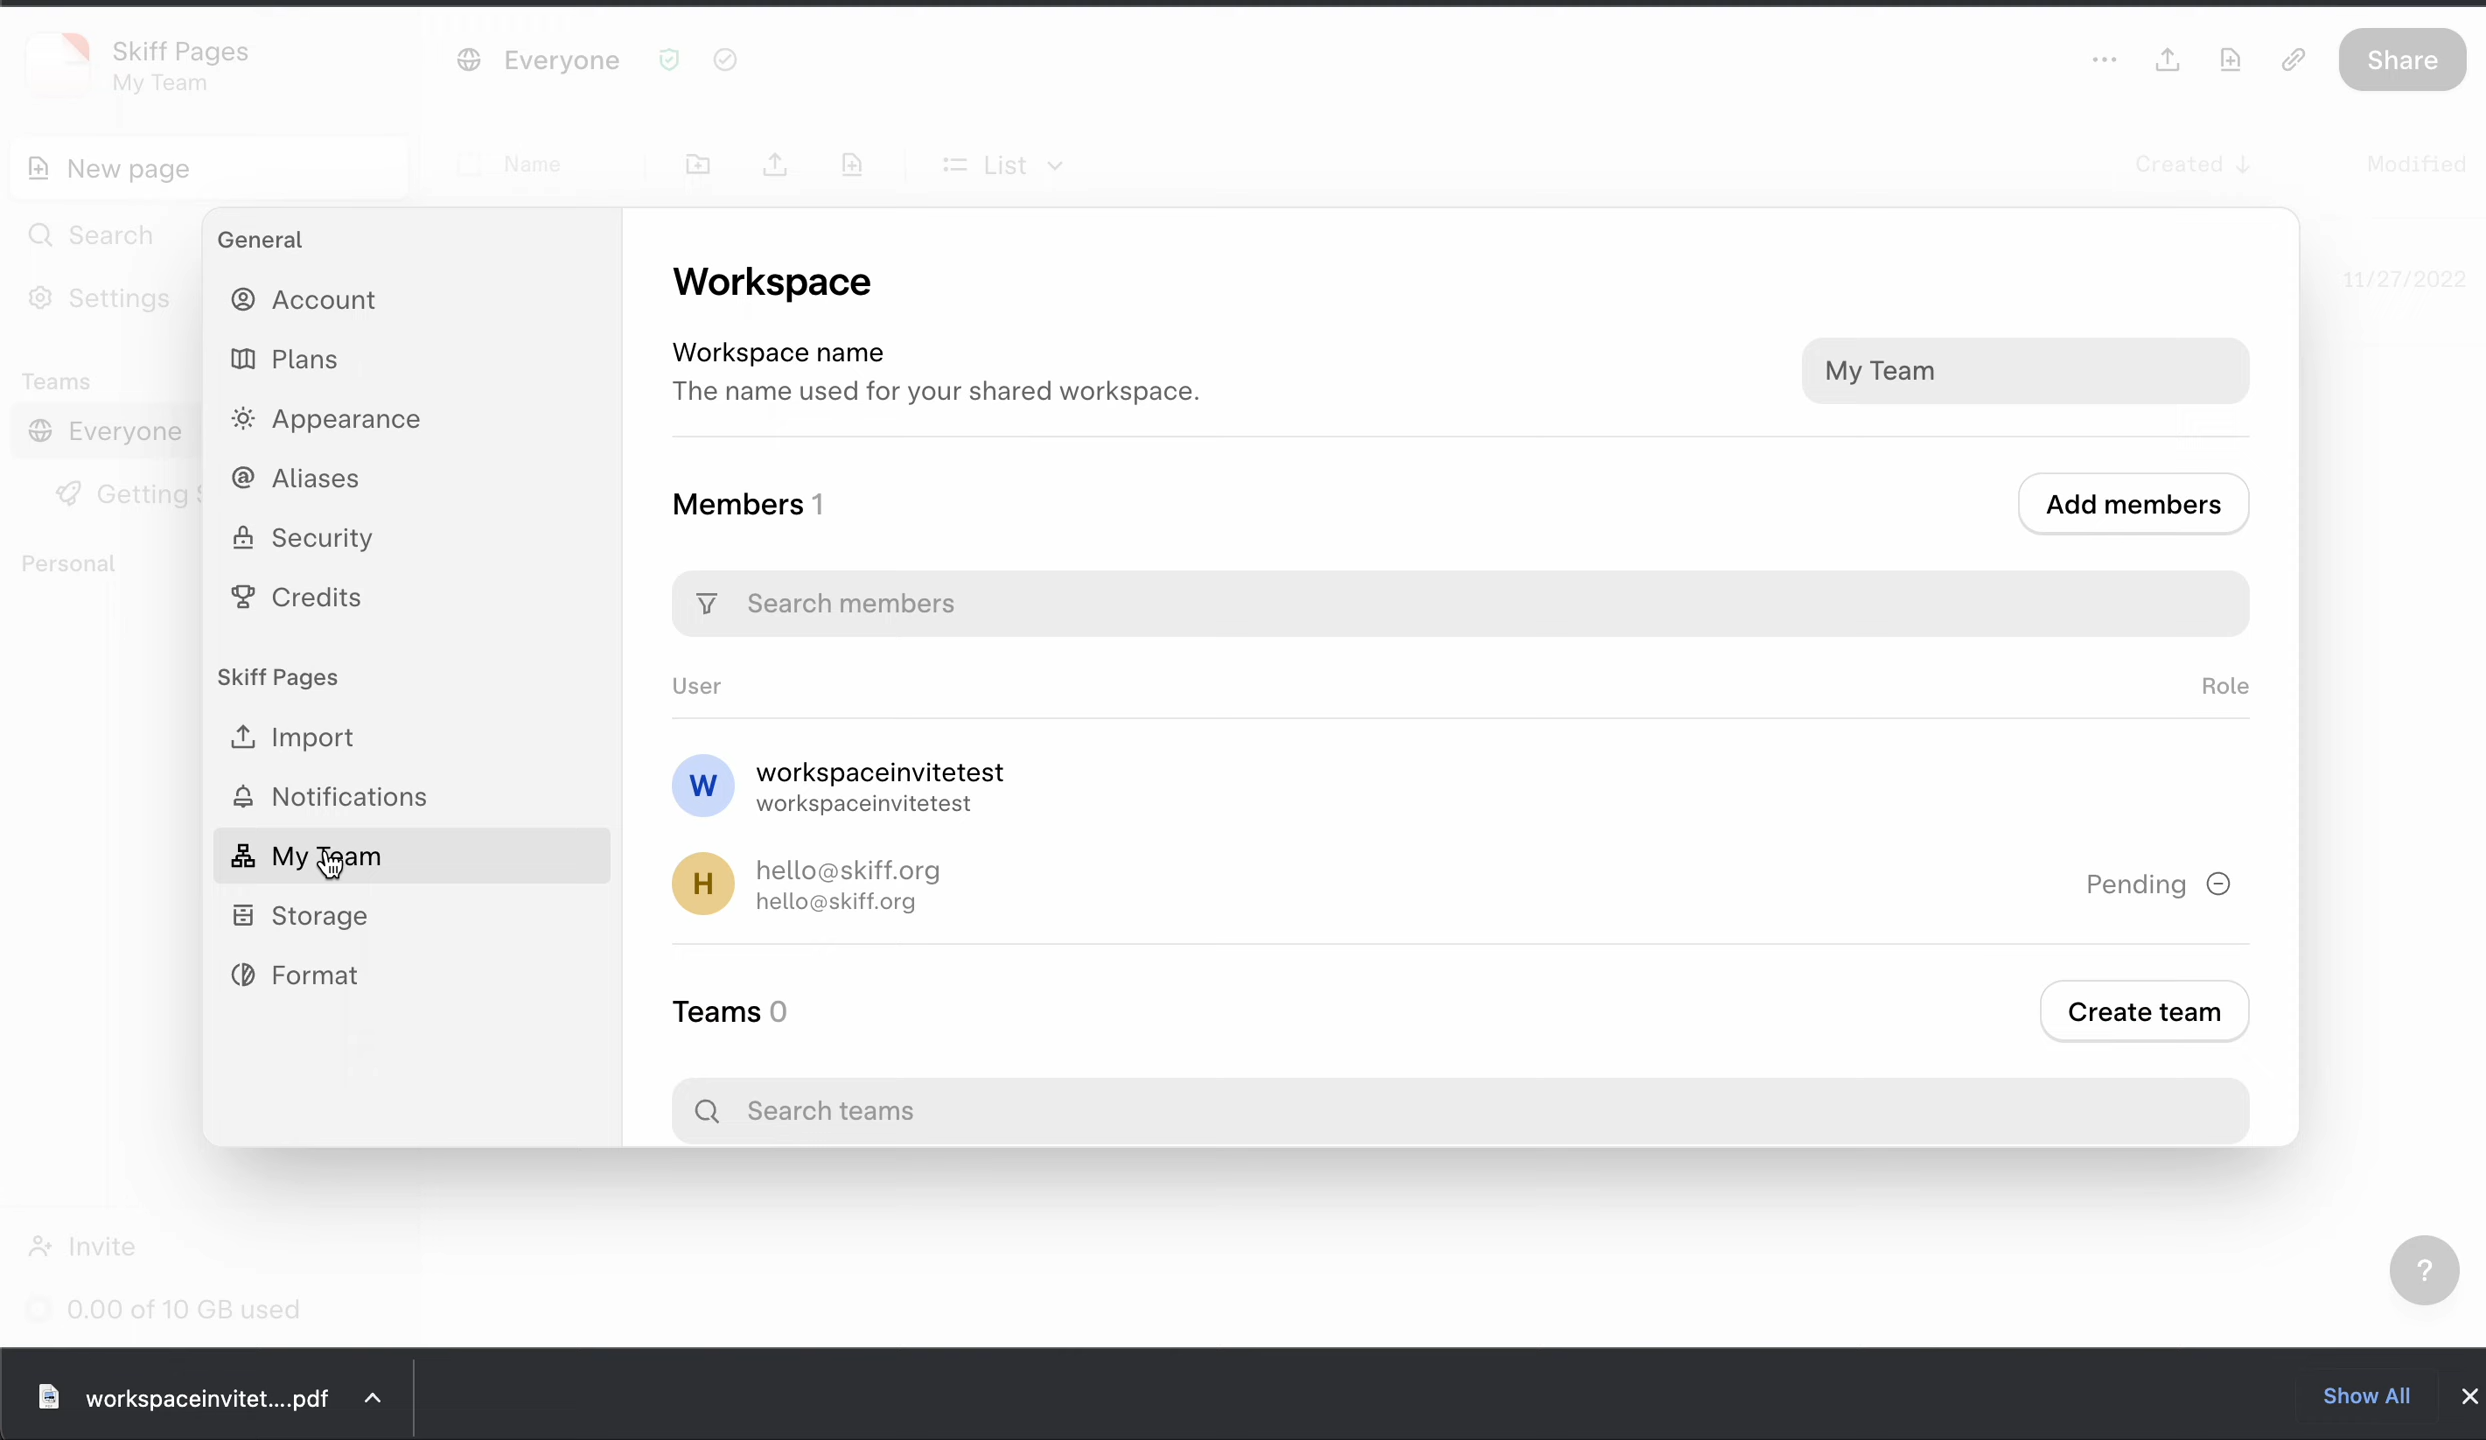 Skiff Pages
My Team
Everyone
Share
New page
Name
List
Created ↓
Modified
Search
Settings
11/27/2022
Teams
Everyone
Getting
Personal
General
Account
Plans
Appearance
Aliases
Security
Credits
Skiff Pages
Import
Notifications
My Team
Storage
Format
Workspace
Workspace name
The name used for your shared workspace.
My Team
Members 1
Add members
Search members
User
Role
W
workspaceinvitetest
workspaceinvitetest
H
hello@skiff.org
hello@skiff.org
Pending
Teams 0
Create team
Search teams
Invite
0.00 of 10 GB used
?
workspaceinvitet....pdf
Show All